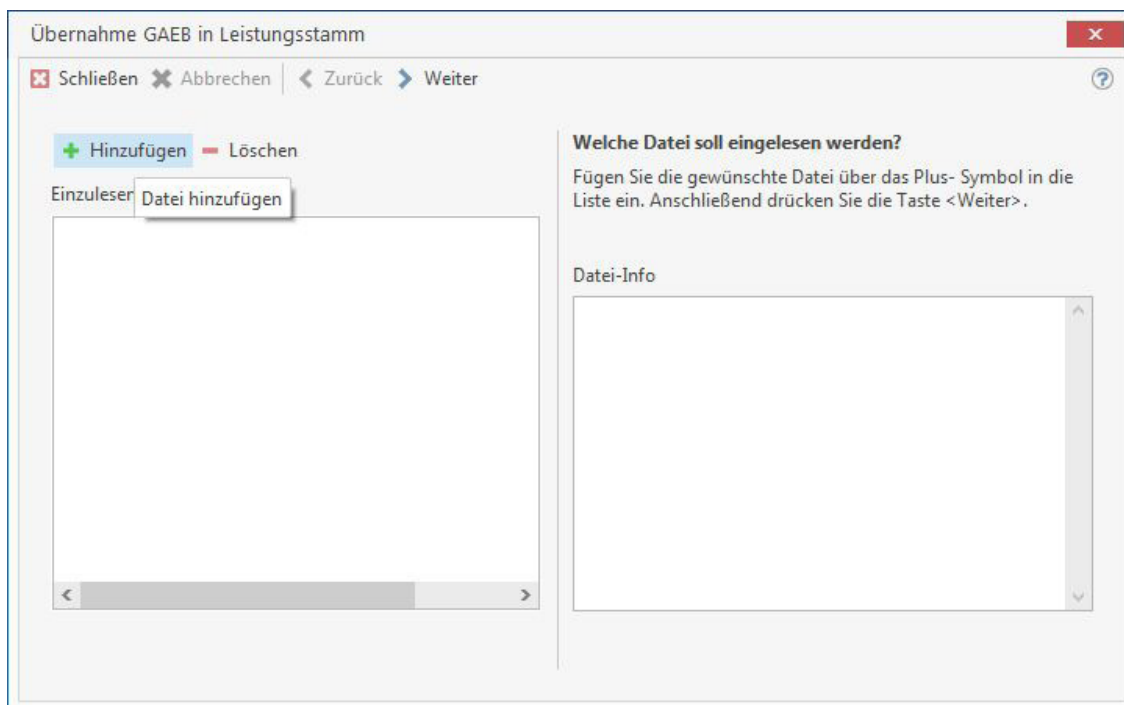 Übernahme GAEB in Leistungsstamm
Schließen Abbrechen Zurück Weiter
Hinzufügen Löschen
Datei hinzufügen
Welche Datei soll eingelesen werden?
Fügen Sie die gewünschte Datei über das Plus- Symbol in die
Liste ein. Anschließend drücken Sie die Taste <Weiter>.
Datei-Info